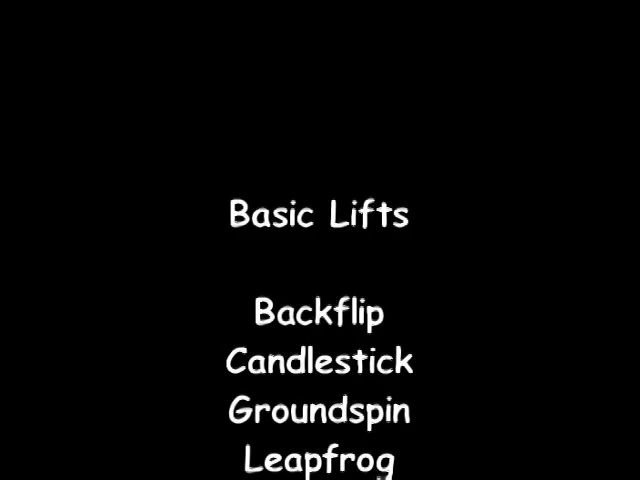 Basic Lifts
Backflip
Candlestick
Groundspin
Leapfrog